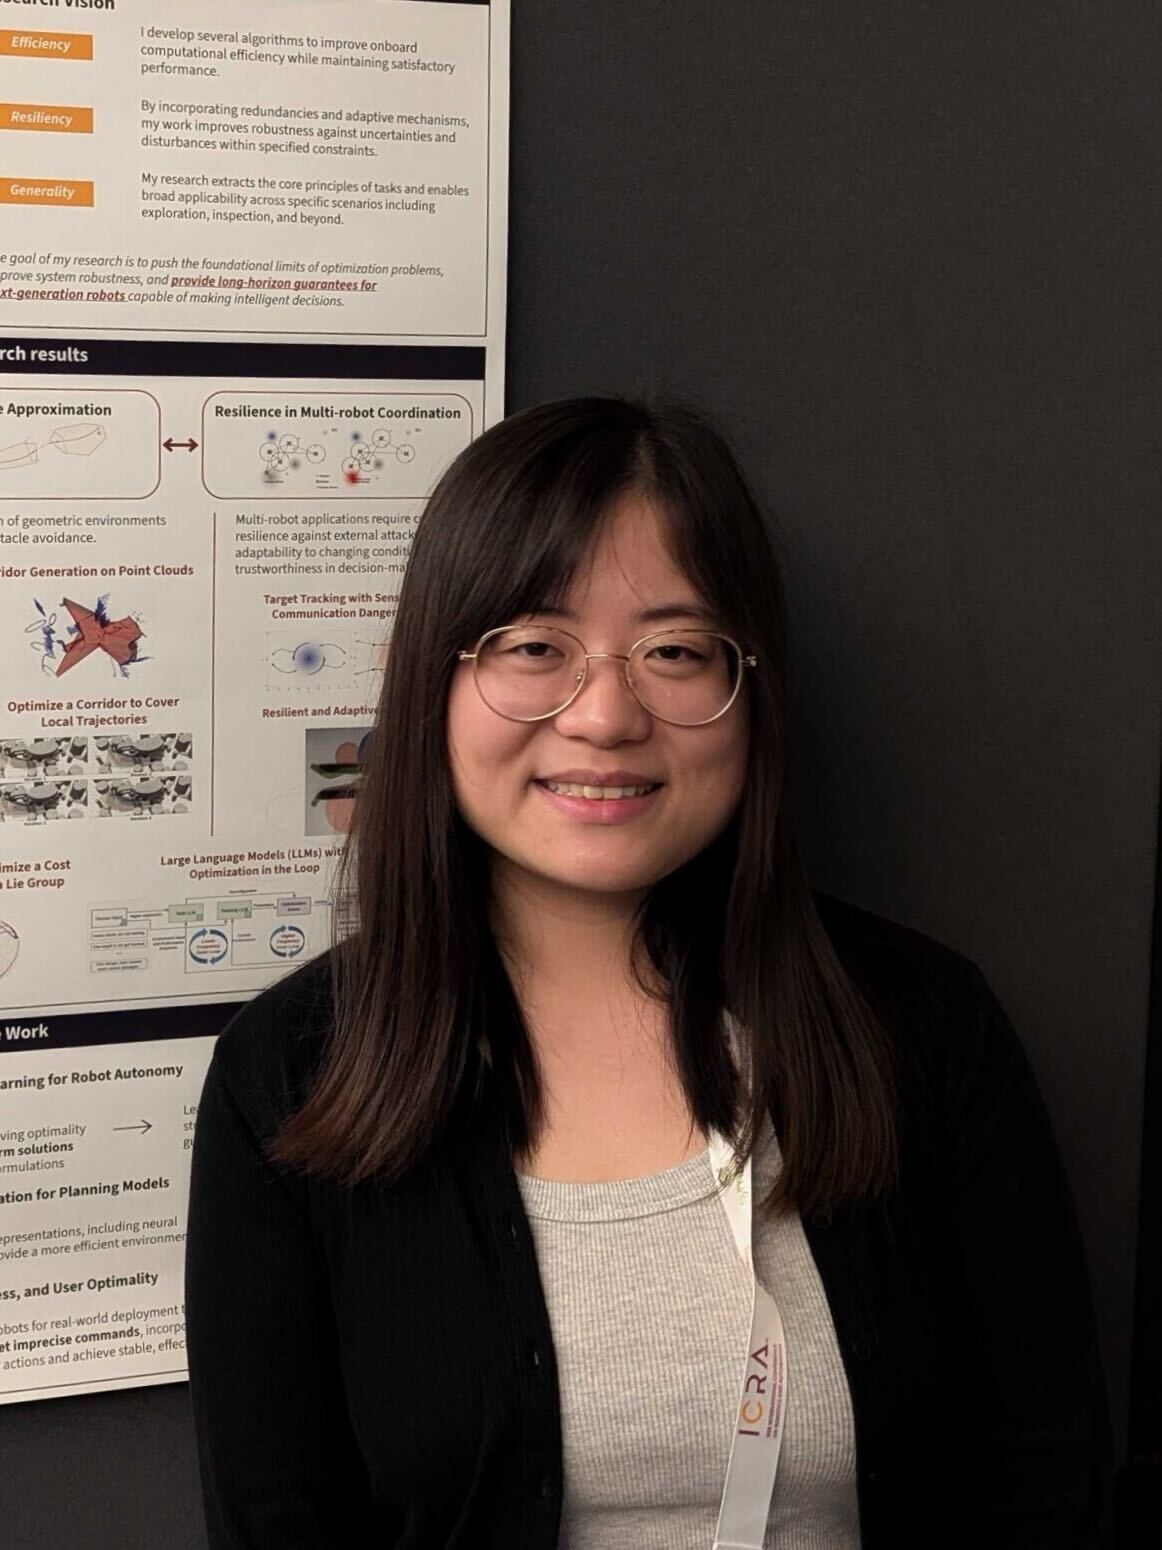 search Vision
Efficiency
I develop several algorithms to improve onboard
computational efficiency while maintaining satisfactory
performance.
Resiliency
By incorporating redundancies and adaptive mechanisms,
my work improves robustness against uncertainties and
disturbances within specified constraints.
Generality
My research extracts the core principles of tasks and enables
broad applicability across specific scenarios including
exploration, inspection, and beyond.
e goal of my research is to push the foundational limits of optimization problems,
prove system robustness, and provide long-horizon guarantees for
xt-generation robots capable of making intelligent decisions.
rch results
e Approximation
Resilience in Multi-robot Coordination
n of geometric environments
tacle avoidance.
idor Generation on Point Clouds
Optimize a Corridor to Cover
Local Trajectories
Multi-robot applications require c
resilience against external attack
adaptability to changing conditi
trustworthiness in decision-ma
Target Tracking with Sens
Communication Danger
Resilient and Adaptive
imize a Cost
a Lie Group
Large Language Models (LLMs) with
Optimization in the Loop
Work
arning for Robot Autonomy
ving optimality
rm solutions
ormulations
Le
st
gu
ation for Planning Models
epresentations, including neural
ovide a more efficient environmen
ess, and User Optimality
obots for real-world deployment t
et imprecise commands, incorpo
actions and achieve stable, effec
ICRA